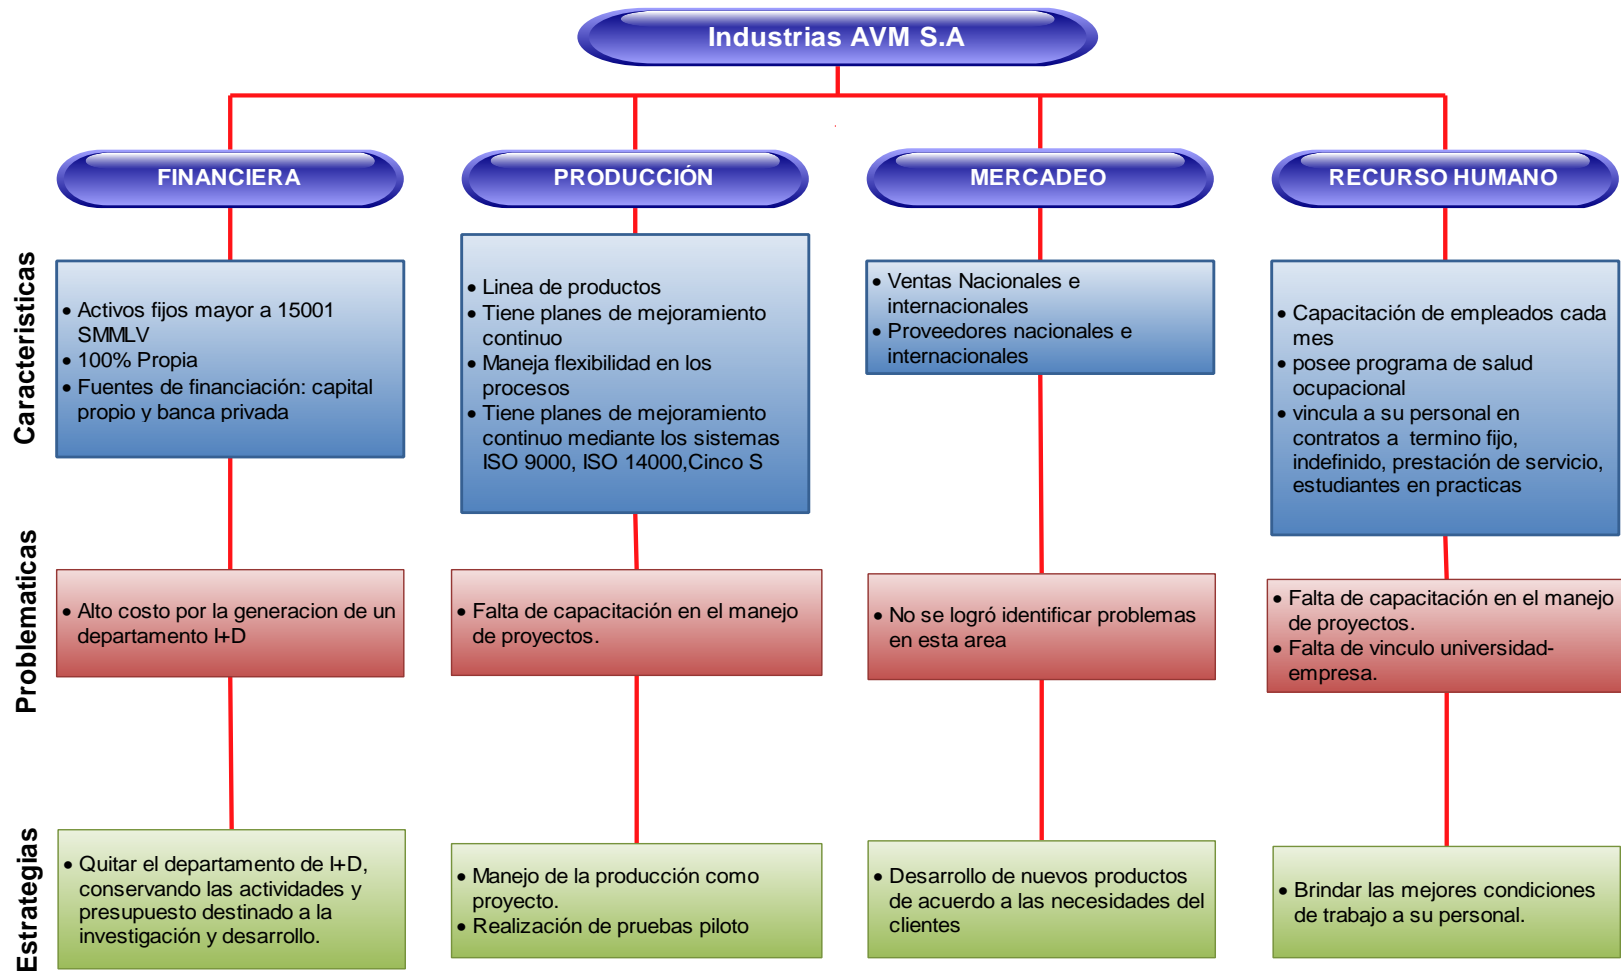 Industrias AVM S.A
FINANCIERA
PRODUCCIÓN
MERCADEO
RECURSO HUMANO
Caracteristicas
• Activos fijos mayor a 15001
SMMLV
• 100% Propia
• Fuentes de financiación: capital
propio y banca privada
• Linea de productos
• Tiene planes de mejoramiento
continuo
• Maneja flexibilidad en los
procesos
• Tiene planes de mejoramiento
continuo mediante los sistemas
ISO 9000, ISO 14000,Cinco S
• Ventas Nacionales e
internacionales
• Proveedores nacionales e
internacionales
• Capacitación de empleados cada
mes
• posee programa de salud
ocupacional
• vincula a su personal en
contratos a termino fijo,
indefinido, prestación de servicio,
estudiantes en practicas
Problematicas
• Alto costo por la generacion de un
departamento I+D
• Falta de capacitación en el manejo
de proyectos.
• No se logró identificar problemas
en esta area
• Falta de capacitación en el manejo
de proyectos.
• Falta de vinculo universidad-
empresa.
Estrategias
• Quitar el departamento de I+D,
conservando las actividades y
presupuesto destinado a la
investigación y desarrollo.
• Manejo de la producción como
proyecto.
• Realización de pruebas piloto
• Desarrollo de nuevos productos
de acuerdo a las necesidades del
clientes
• Brindar las mejores condiciones
de trabajo a su personal.